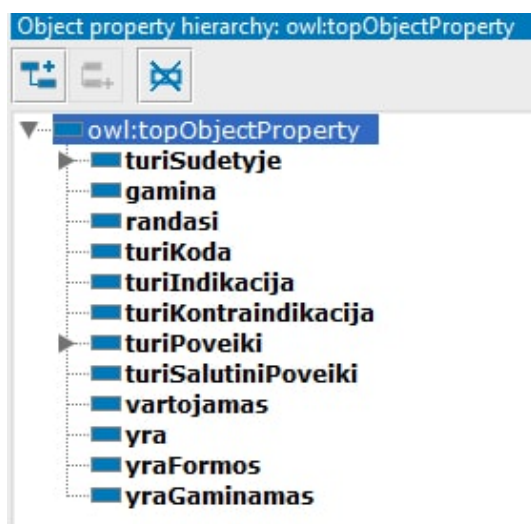 Object property hierarchy: owl:topObjectProperty
owl:topObjectProperty
turiSudetyje
gamina
randasi
turiKoda
turiIndikacija
turiKontraindikacija
turiPoveiki
turiSalutiniPoveiki
vartojamas
yra
yraFormos
yraGaminamas